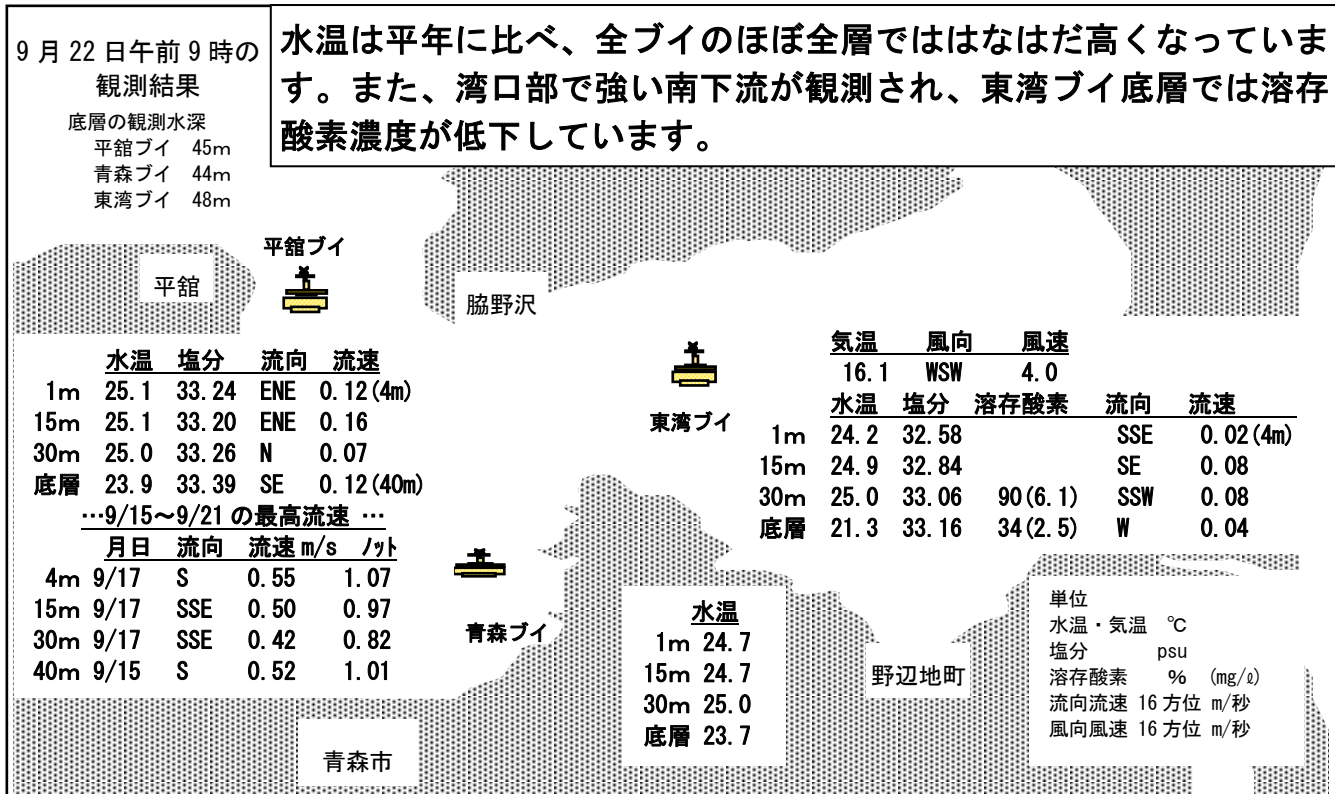 9月22日午前9時の
観測結果
底層の観測水深
平舘ブイ 45m
青森ブイ 44m
東湾ブイ 48m
水温は平年に比べ、全ブイのほぼ全層でははなはだ高くなっていま
す。また、湾口部で強い南下流が観測され、東湾ブイ底層では溶存
酸素濃度が低下しています。
平舘ブイ
平舘
脇野沢
水温 塩分 流向 流速
1m 25.1 33.24 ENE 0.12(4m)
15m 25.1 33.20 ENE 0.16
30m 25.0 33.26 N 0.07
底層 23.9 33.39 SE 0.12(40m)
…9/15～9/21の最高流速 …
月日 流向 流速m/s ノット
4m 9/17 S 0.55 1.07
15m 9/17 SSE 0.50 0.97
30m 9/17 SSE 0.42 0.82
40m 9/15 S 0.52 1.01
東湾ブイ
気温 風向 風速
16.1 WSW 4.0
水温 塩分 溶存酸素 流向 流速
1m 24.2 32.58 SSE 0.02(4m)
15m 24.9 32.84 SE 0.08
30m 25.0 33.06 90(6.1) SSW 0.08
底層 21.3 33.16 34(2.5) W 0.04
青森ブイ
水温
1m 24.7
15m 24.7
30m 25.0
底層 23.7
青森市
野辺地町
単位
水温・気温 ℃
塩分 psu
溶存酸素 % (mg/ℓ)
流向流速 16方位 m/秒
風向風速 16方位 m/秒